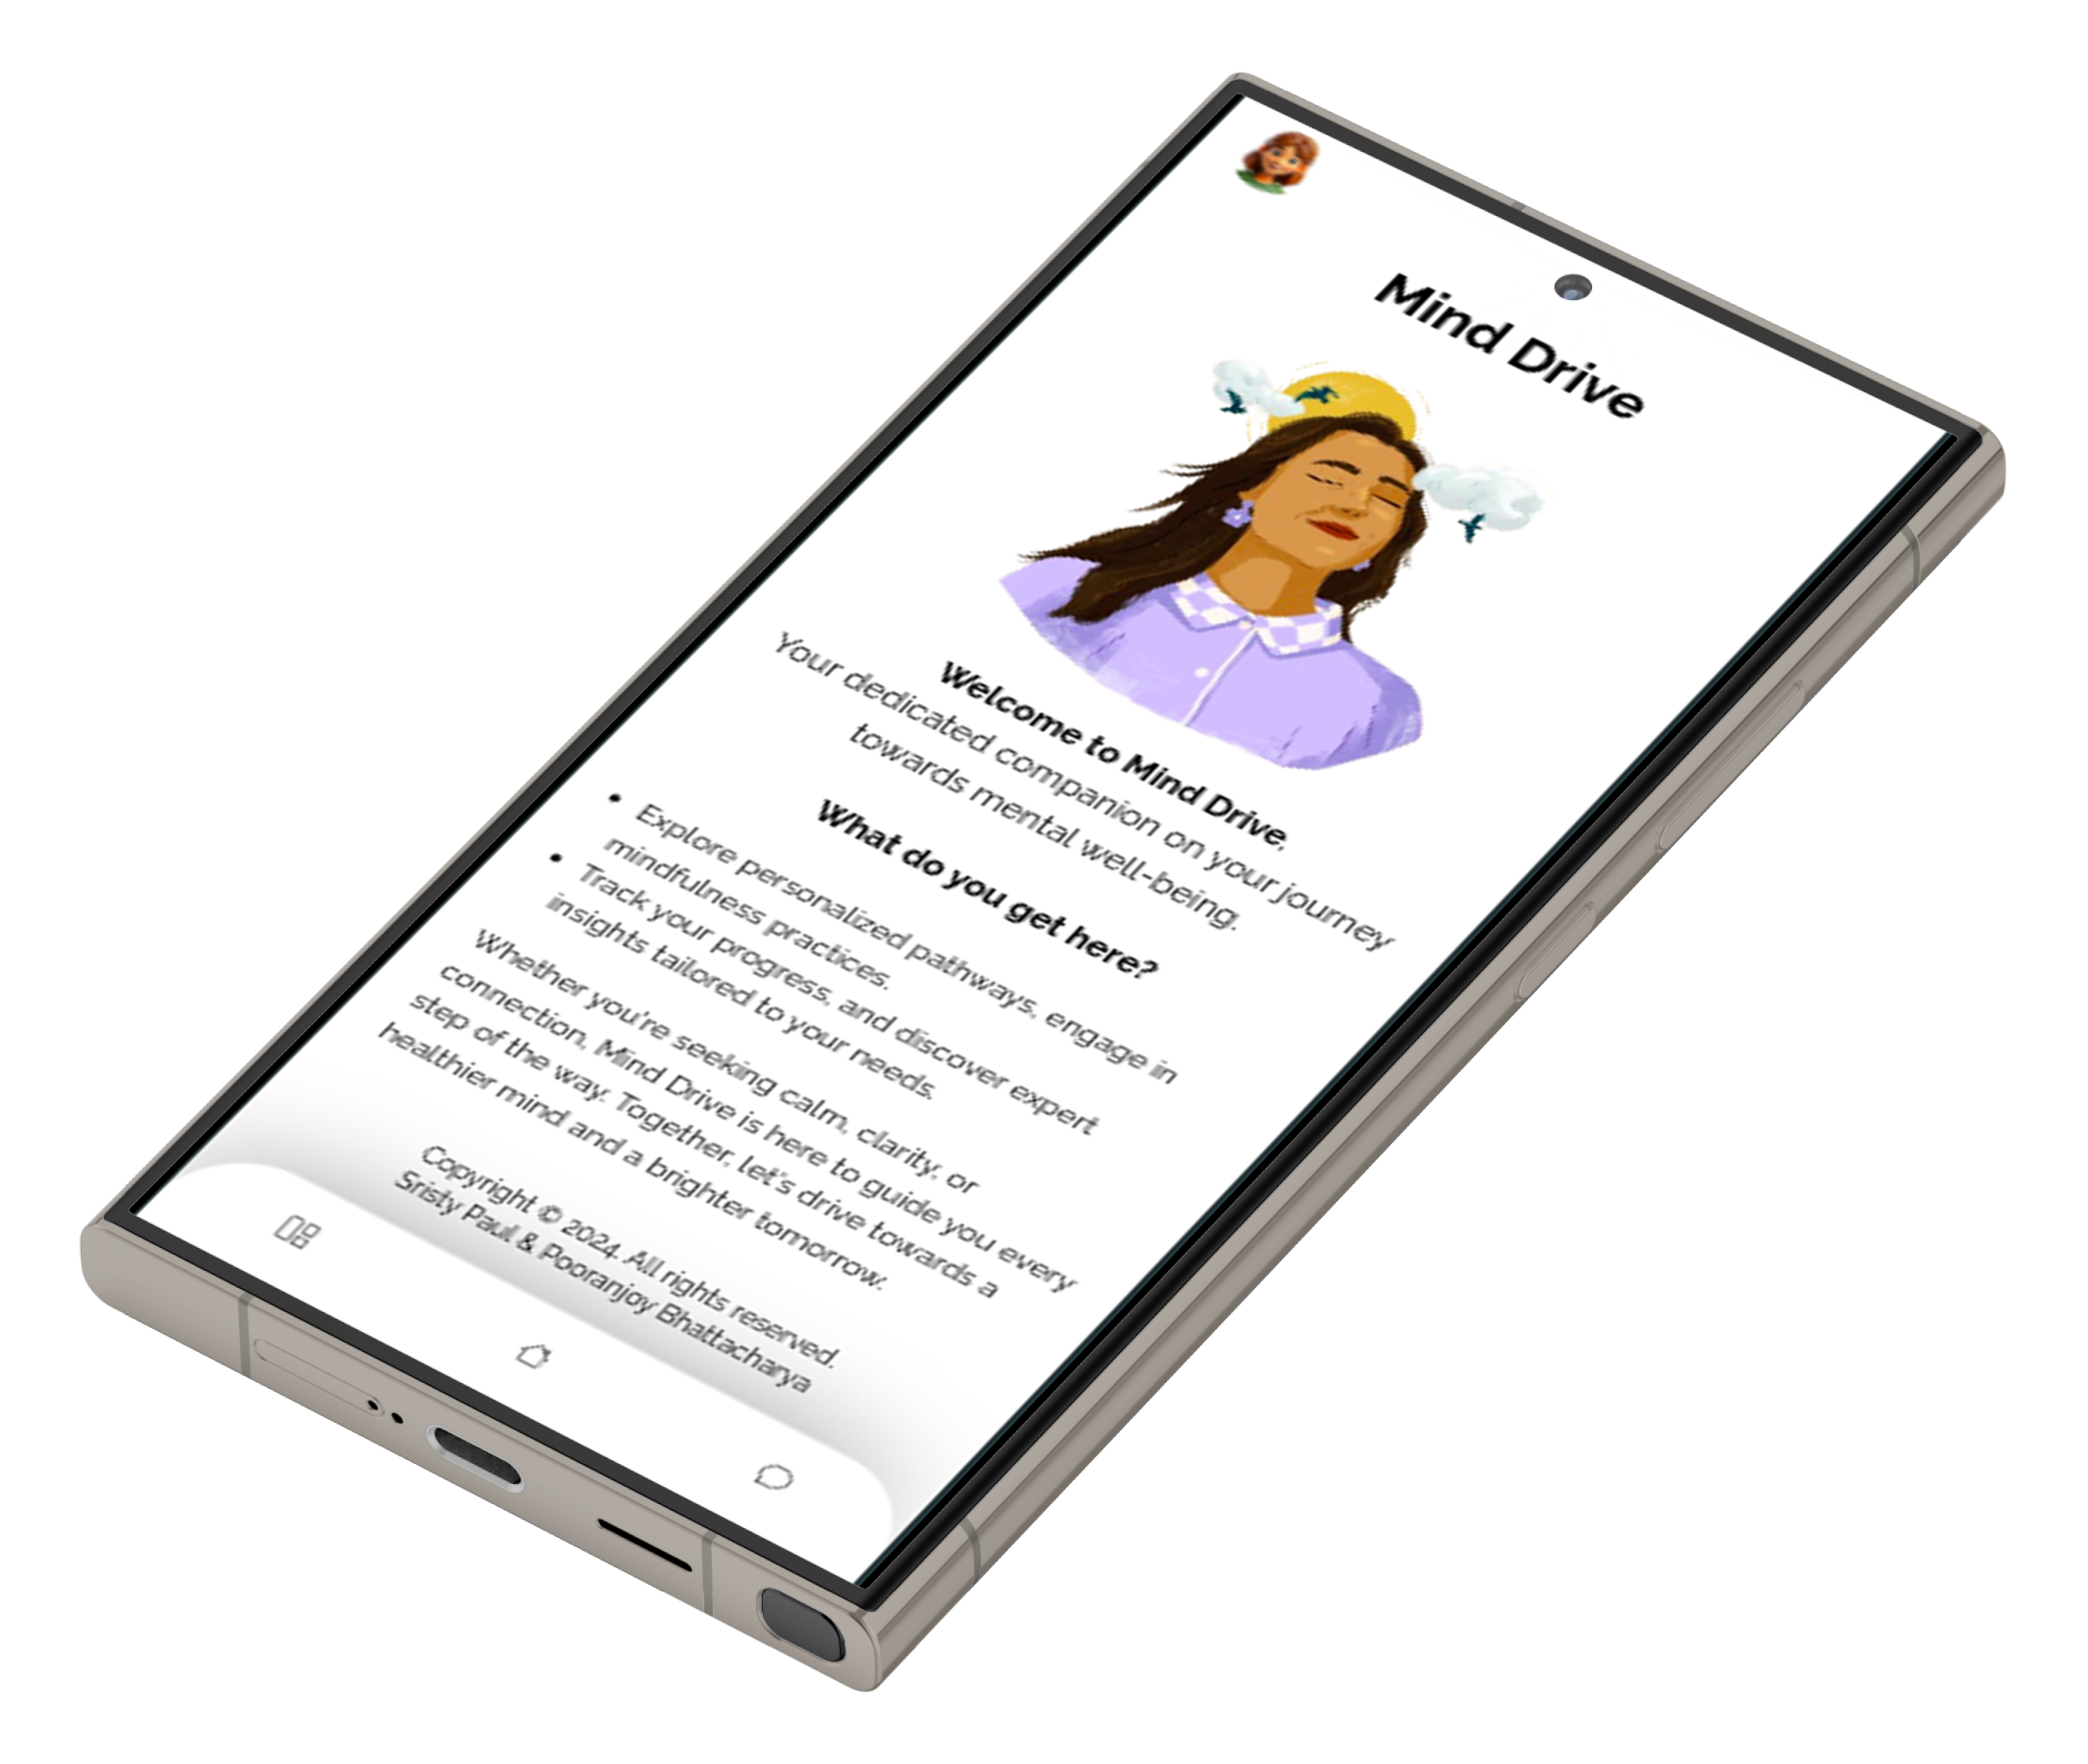 Mind Drive
Welcome to Mind Drive,
Your dedicated companion on your journey
towards mental well-being.
What do you get here?
• Explore personalized pathways, engage in
mindfulness practices.
• Track your progress, and discover expert
insights tailored to your needs.
Whether you're seeking calm, clarity, or
connection, Mind Drive is here to guide you every
step of the way. Together, let's drive towards a
healthier mind and a brighter tomorrow.
Copyright © 2024. All rights reserved.
Sristy Paul & Pooranjoy Bhattacharya